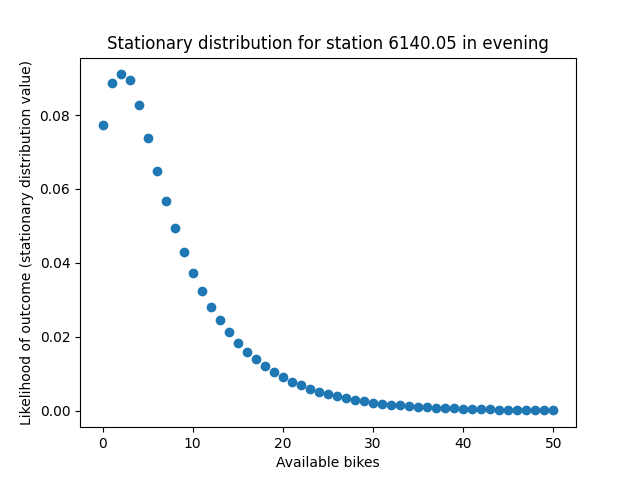 Stationary distribution for station 6140.05 in evening
Likelihood of outcome (stationary distribution value)
0.08
0.06
0.04
0.02
0.00
0 10 20 30 40 50
Available bikes